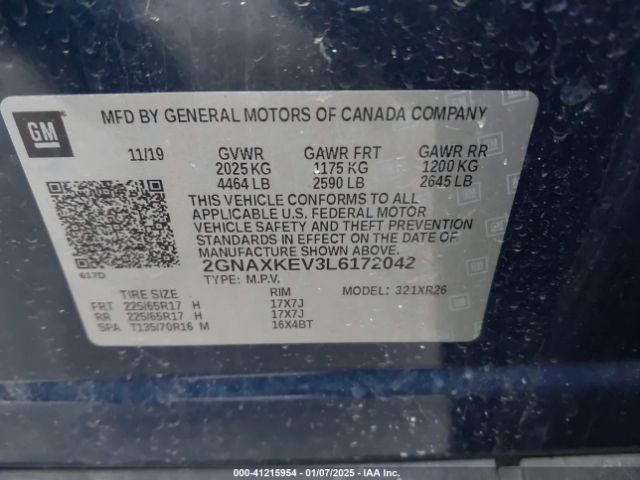 GM
MFD BY GENERAL MOTORS OF CANADA COMPANY
11/19 GVWR GAWR FRT GAWR RR
2025 KG 1175 KG 1200 KG
4464 LB 2590 LB 2645 LB
THIS VEHICLE CONFORMS TO ALL
APPLICABLE U.S. FEDERAL MOTOR
VEHICLE SAFETY AND THEFT PREVENTION
STANDARDS IN EFFECT ON THE DATE OF
MANUFACTURE SHOWN ABOVE.
617D
2GNAXKEV3L6172042
TYPE: M.P.V. MODEL: 321XR26
TIRE SIZE RIM
FRT 225/65R17 H 17X7J
RR 225/65R17 H 17X7J
SPA T135/70R16 M 16X4BT
000-41215954 - 01/07/2025 - IAA Inc.